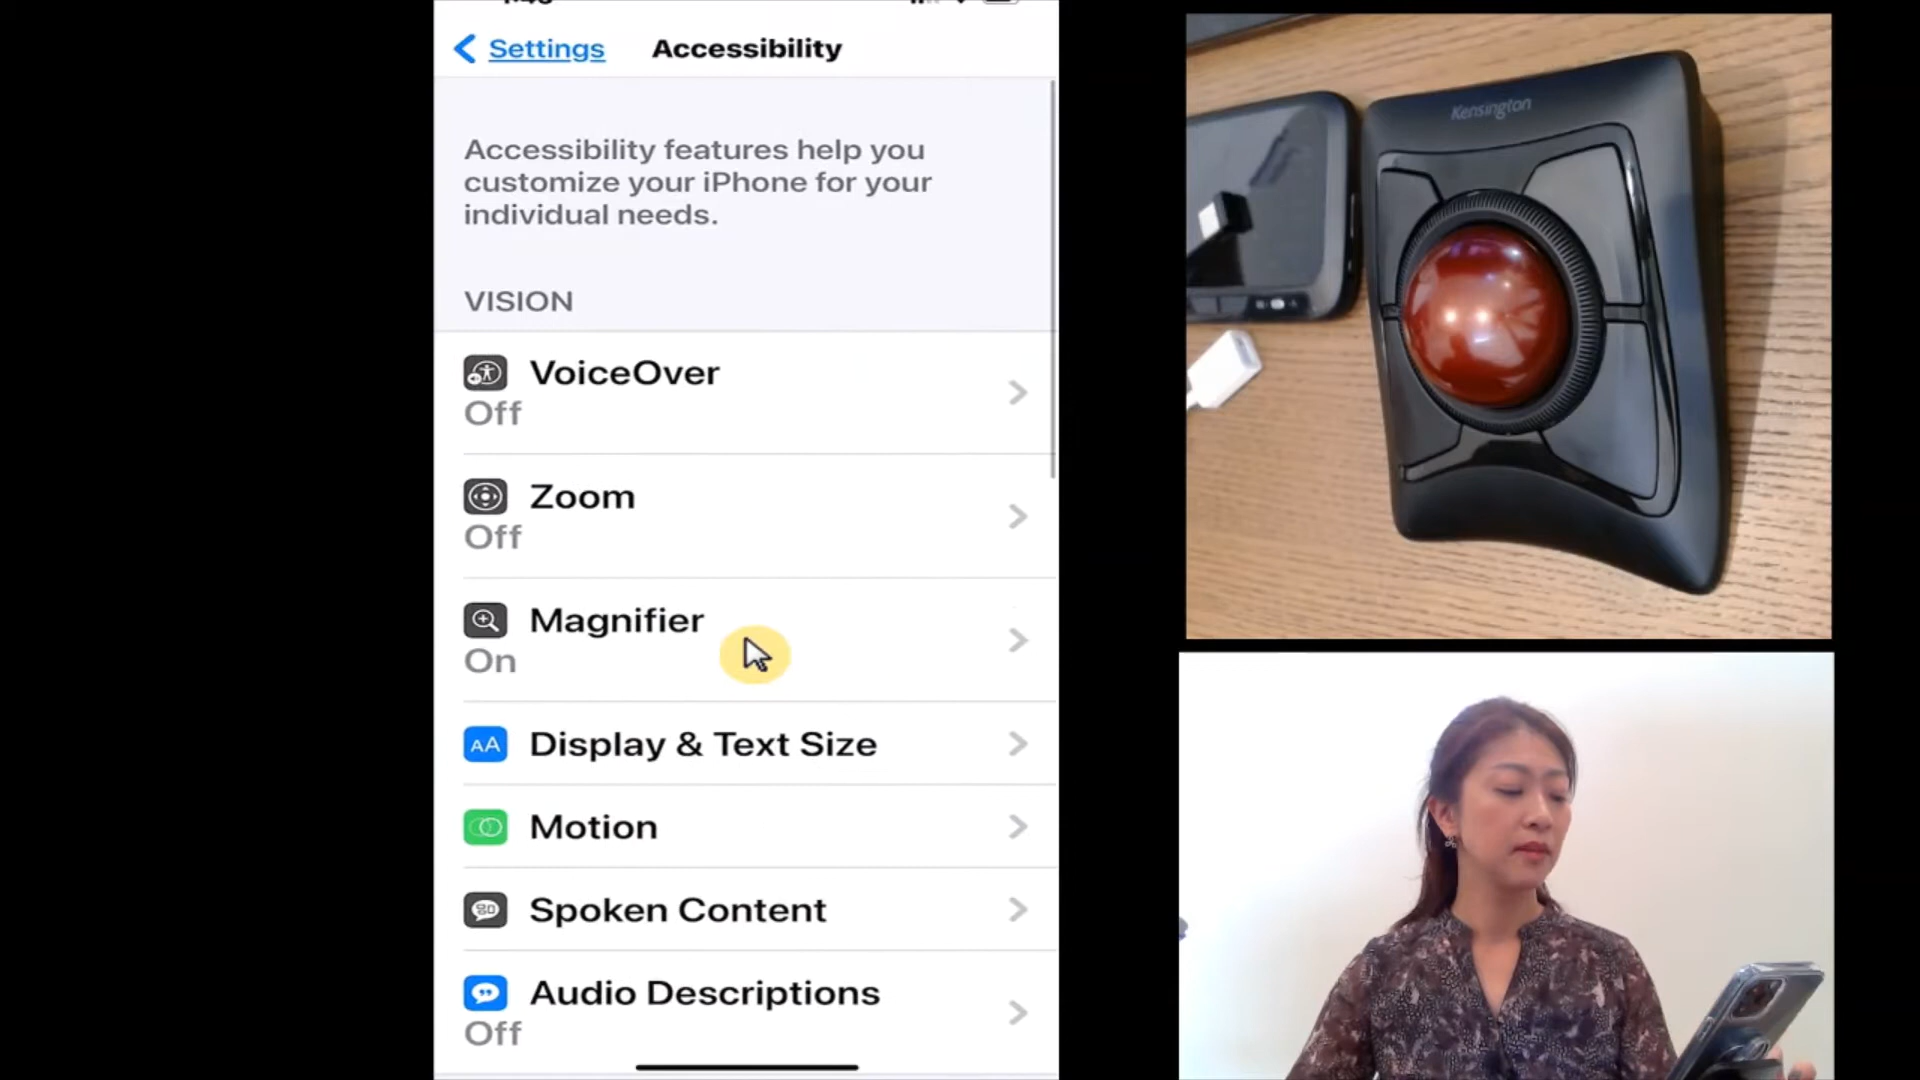 Settings
Accessibility
Accessibility features help you
customize your iPhone for your
individual needs.
VISION
VoiceOver
Off
Zoom
Off
Magnifier
On
Display & Text Size
Motion
Spoken Content
Audio Descriptions
Off
Kensington